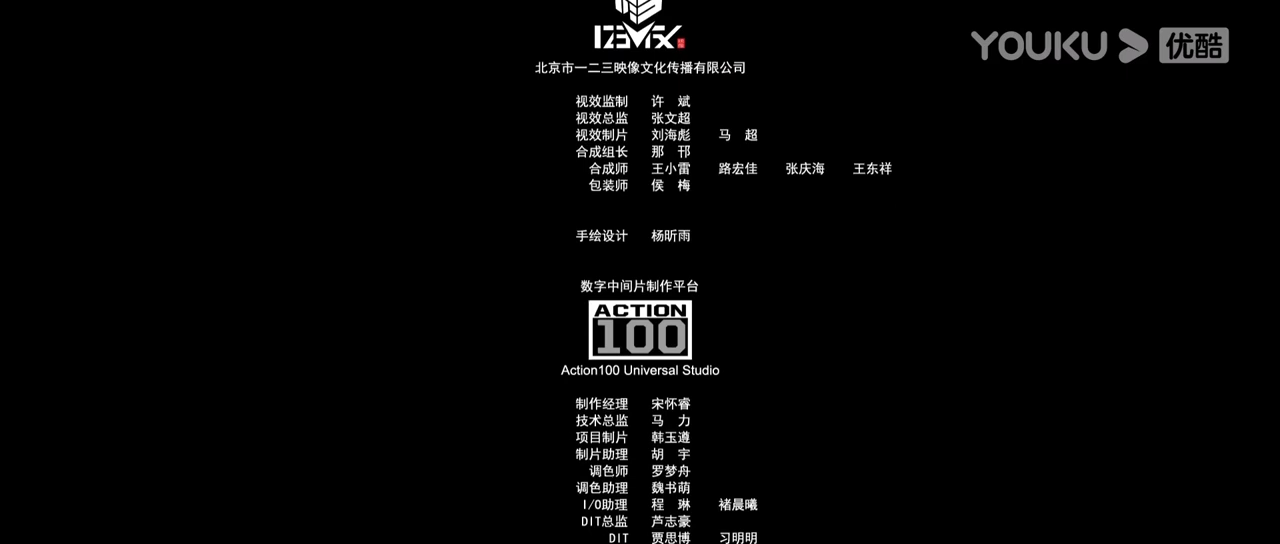 123VFX
YOUKU 优酷
北京市一二三映像文化传播有限公司
视效监制 许 斌
视效总监 张文超
视效制片 刘海彪 马 超
合成组长 那 邗
合成师 王小雷 路宏佳 张庆海 王东祥
包装师 侯 梅
手绘设计 杨昕雨
数字中间片制作平台
ACTION
100
Action100 Universal Studio
制作经理 宋怀睿
技术总监 马 力
项目制片 韩玉遵
制片助理 胡 宇
调色师 罗梦舟
调色助理 魏书萌
I/O助理 程 琳 褚晨曦
DIT总监 芦志豪
DIT 贾思博 习明明